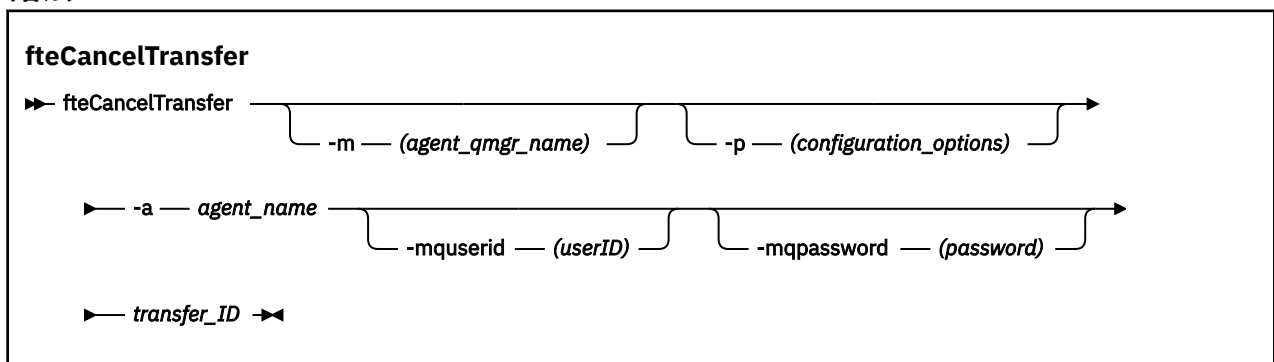 fteCancelTransfer
fteCancelTransfer
-m (agent_qmgr_name) -p (configuration_options)
-a agent_name
-mquserid (userID) -mqpassword (password)
transfer_ID